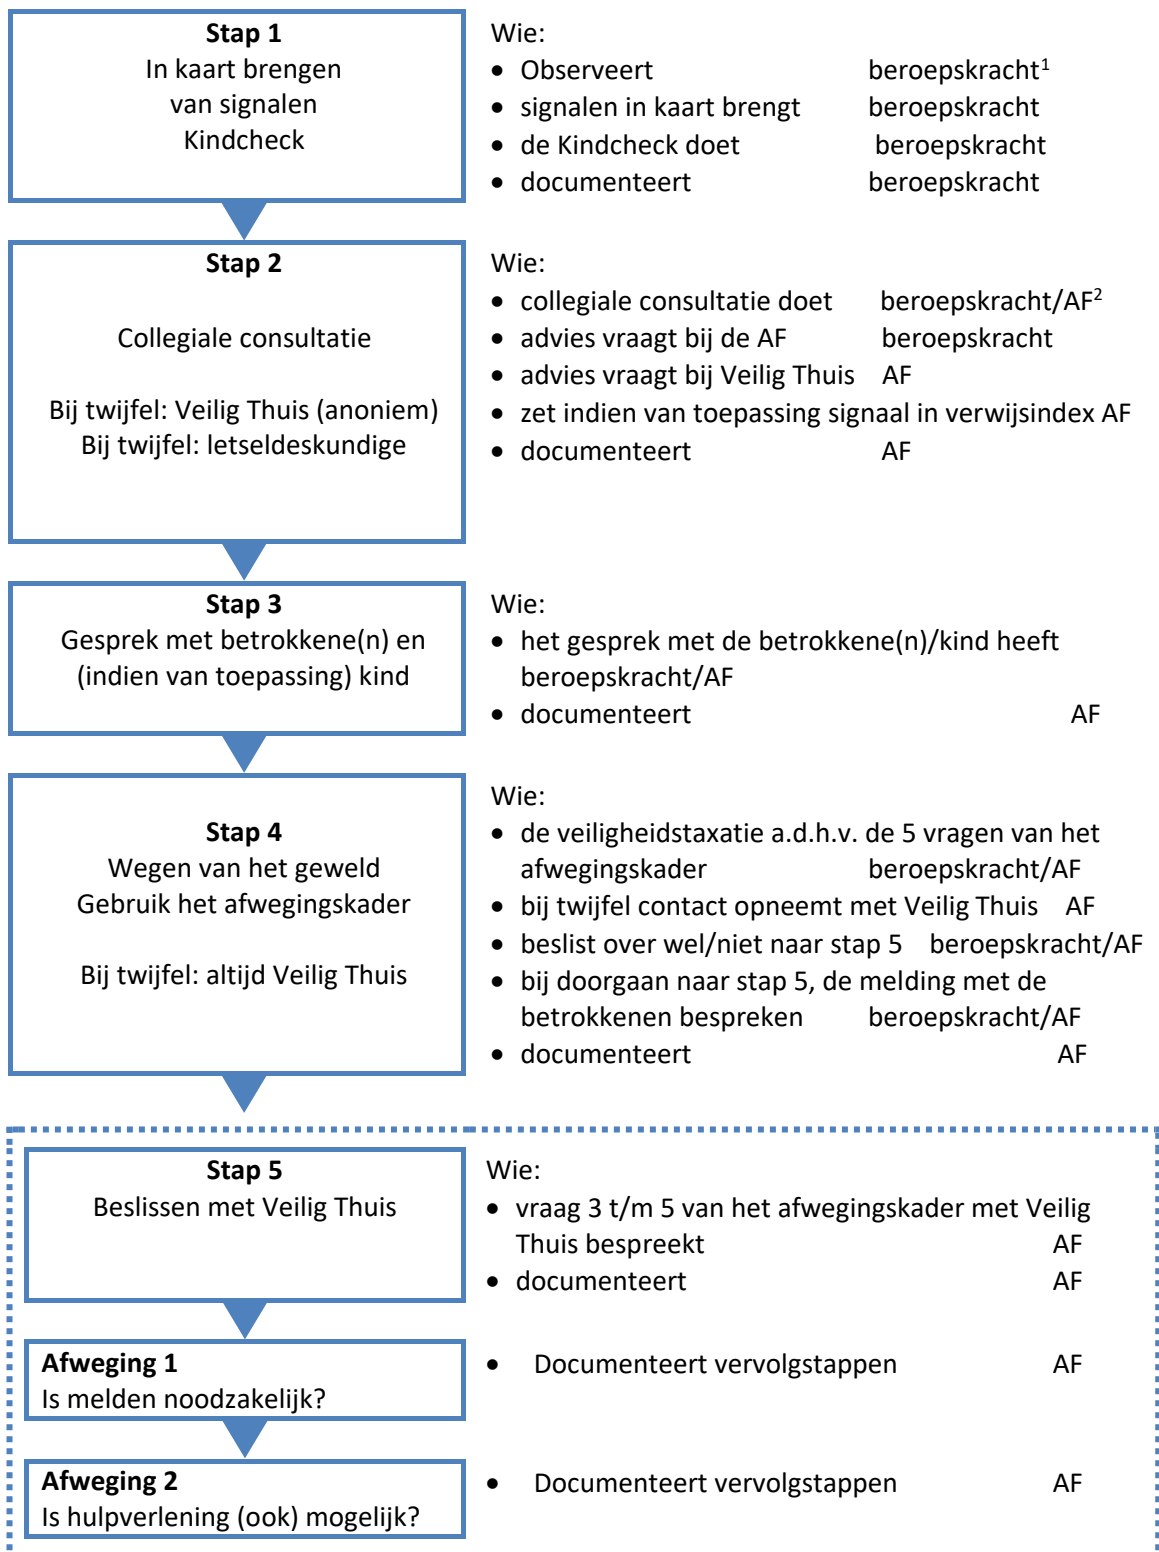 Stap 1
In kaart brengen
van signalen
Kindcheck
Wie:
• Observeert beroepskracht¹
• signalen in kaart brengt beroepskracht
• de Kindcheck doet beroepskracht
• documenteert beroepskracht
Stap 2
Collegiale consultatie
Bij twijfel: Veilig Thuis (anoniem)
Bij twijfel: letseldeskundige
Wie:
• collegiale consultatie doet beroepskracht/AF²
• advies vraagt bij de AF beroepskracht
• advies vraagt bij Veilig Thuis AF
• zet indien van toepassing signaal in verwijsindex AF
• documenteert AF
Stap 3
Gesprek met betrokkene(n) en
(indien van toepassing) kind
Wie:
• het gesprek met de betrokkene(n)/kind heeft
beroepskracht/AF
• documenteert AF
Stap 4
Wegen van het geweld
Gebruik het afwegingskader
Bij twijfel: altijd Veilig Thuis
Wie:
• de veiligheidstaxatie a.d.h.v. de 5 vragen van het
afwegingskader beroepskracht/AF
• bij twijfel contact opneemt met Veilig Thuis AF
• beslist over wel/niet naar stap 5 beroepskracht/AF
• bij doorgaan naar stap 5, de melding met de
betrokkenen bespreken beroepskracht/AF
• documenteert AF
Stap 5
Beslissen met Veilig Thuis
Wie:
• vraag 3 t/m 5 van het afwegingskader met Veilig
Thuis bespreekt AF
• documenteert AF
Afweging 1
Is melden noodzakelijk?
• Documenteert vervolgstappen AF
Afweging 2
Is hulpverlening (ook) mogelijk?
• Documenteert vervolgstappen AF